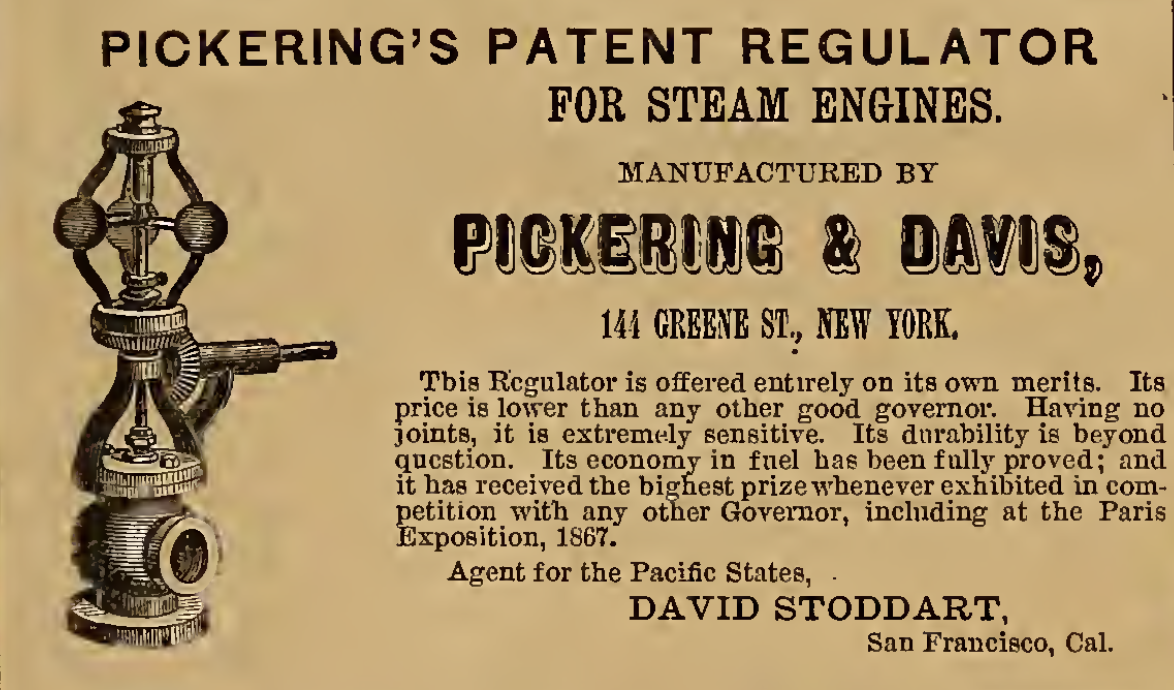 PICKERING'S PATENT REGULATOR
FOR STEAM ENGINES.
MANUFACTURED BY
PICKERING & DAVIS,
144 GREENE ST., NEW YORK.
This Regulator is offered entirely on its own merits. Its
price is lower than any other good governor. Having no
joints, it is extremely sensitive. Its durability is beyond
question. Its economy in fuel has been fully proved; and
it has received the highest prize whenever exhibited in com-
petition with any other Governor, including at the Paris
Exposition, 1867.
Agent for the Pacific States,
DAVID STODDART,
San Francisco, Cal.